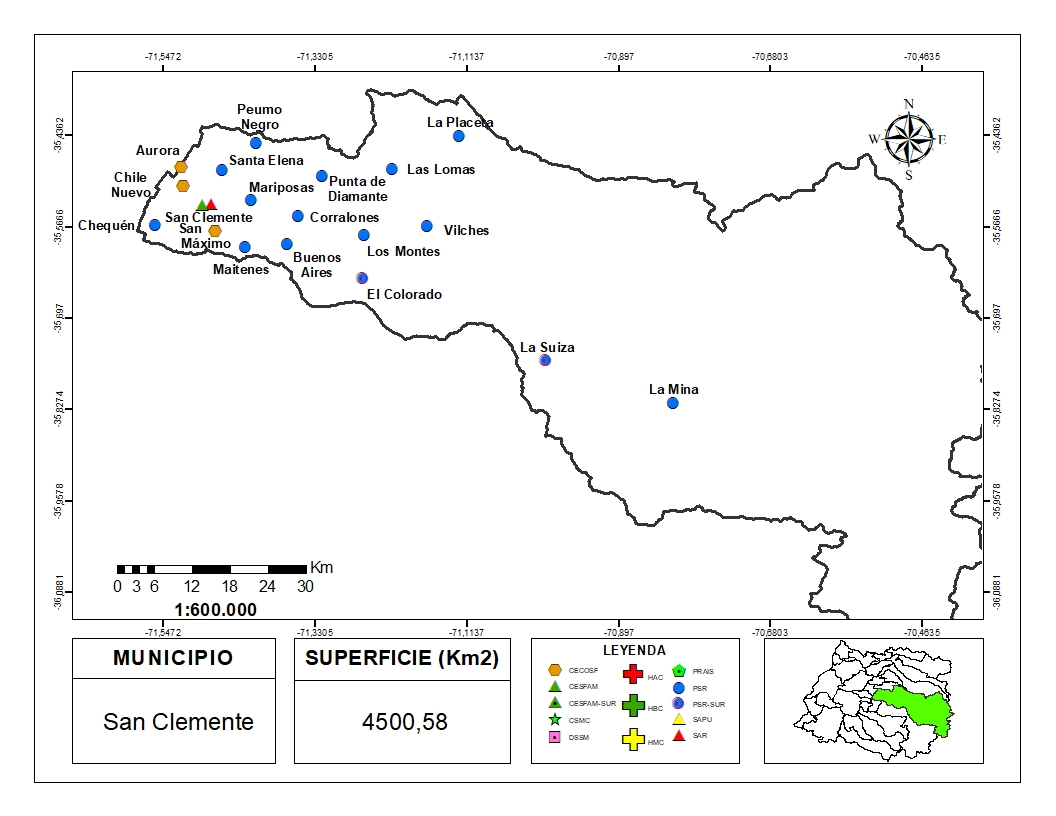 -71,5472 -71,3305 -71,1137 -70,897 -70,6803 -70,4635
-35,4362 -35,4362
-35,5666 -35,5666
-35,697 -35,697
-35,8274 -35,8274
-35,9578 -35,9578
-36,0881 -36,0881
N
W E
S
Peumo
Negro
La Placeta
Aurora
Santa Elena
Las Lomas
Chile
Nuevo
Mariposas
Punta de
Diamante
Chequén
San Clemente
Corralones
San
Máximo
Vilches
Los Montes
Maitenes
Buenos
Aires
El Colorado
La Suiza
La Mina
Km
0 3 6 12 18 24 30
1:600.000
-71,5472 -71,3305 -71,1137 -70,897 -70,6803 -70,4635
MUNICIPIO
San Clemente
SUPERFICIE (Km2)
4500,58
LEYENDA
CECOSF
CESFAM
CESFAM-SUR
CSMC
DSSM
HAC
HBC
HMC
PRAIS
PSR
PSR-SUR
SAPU
SAR